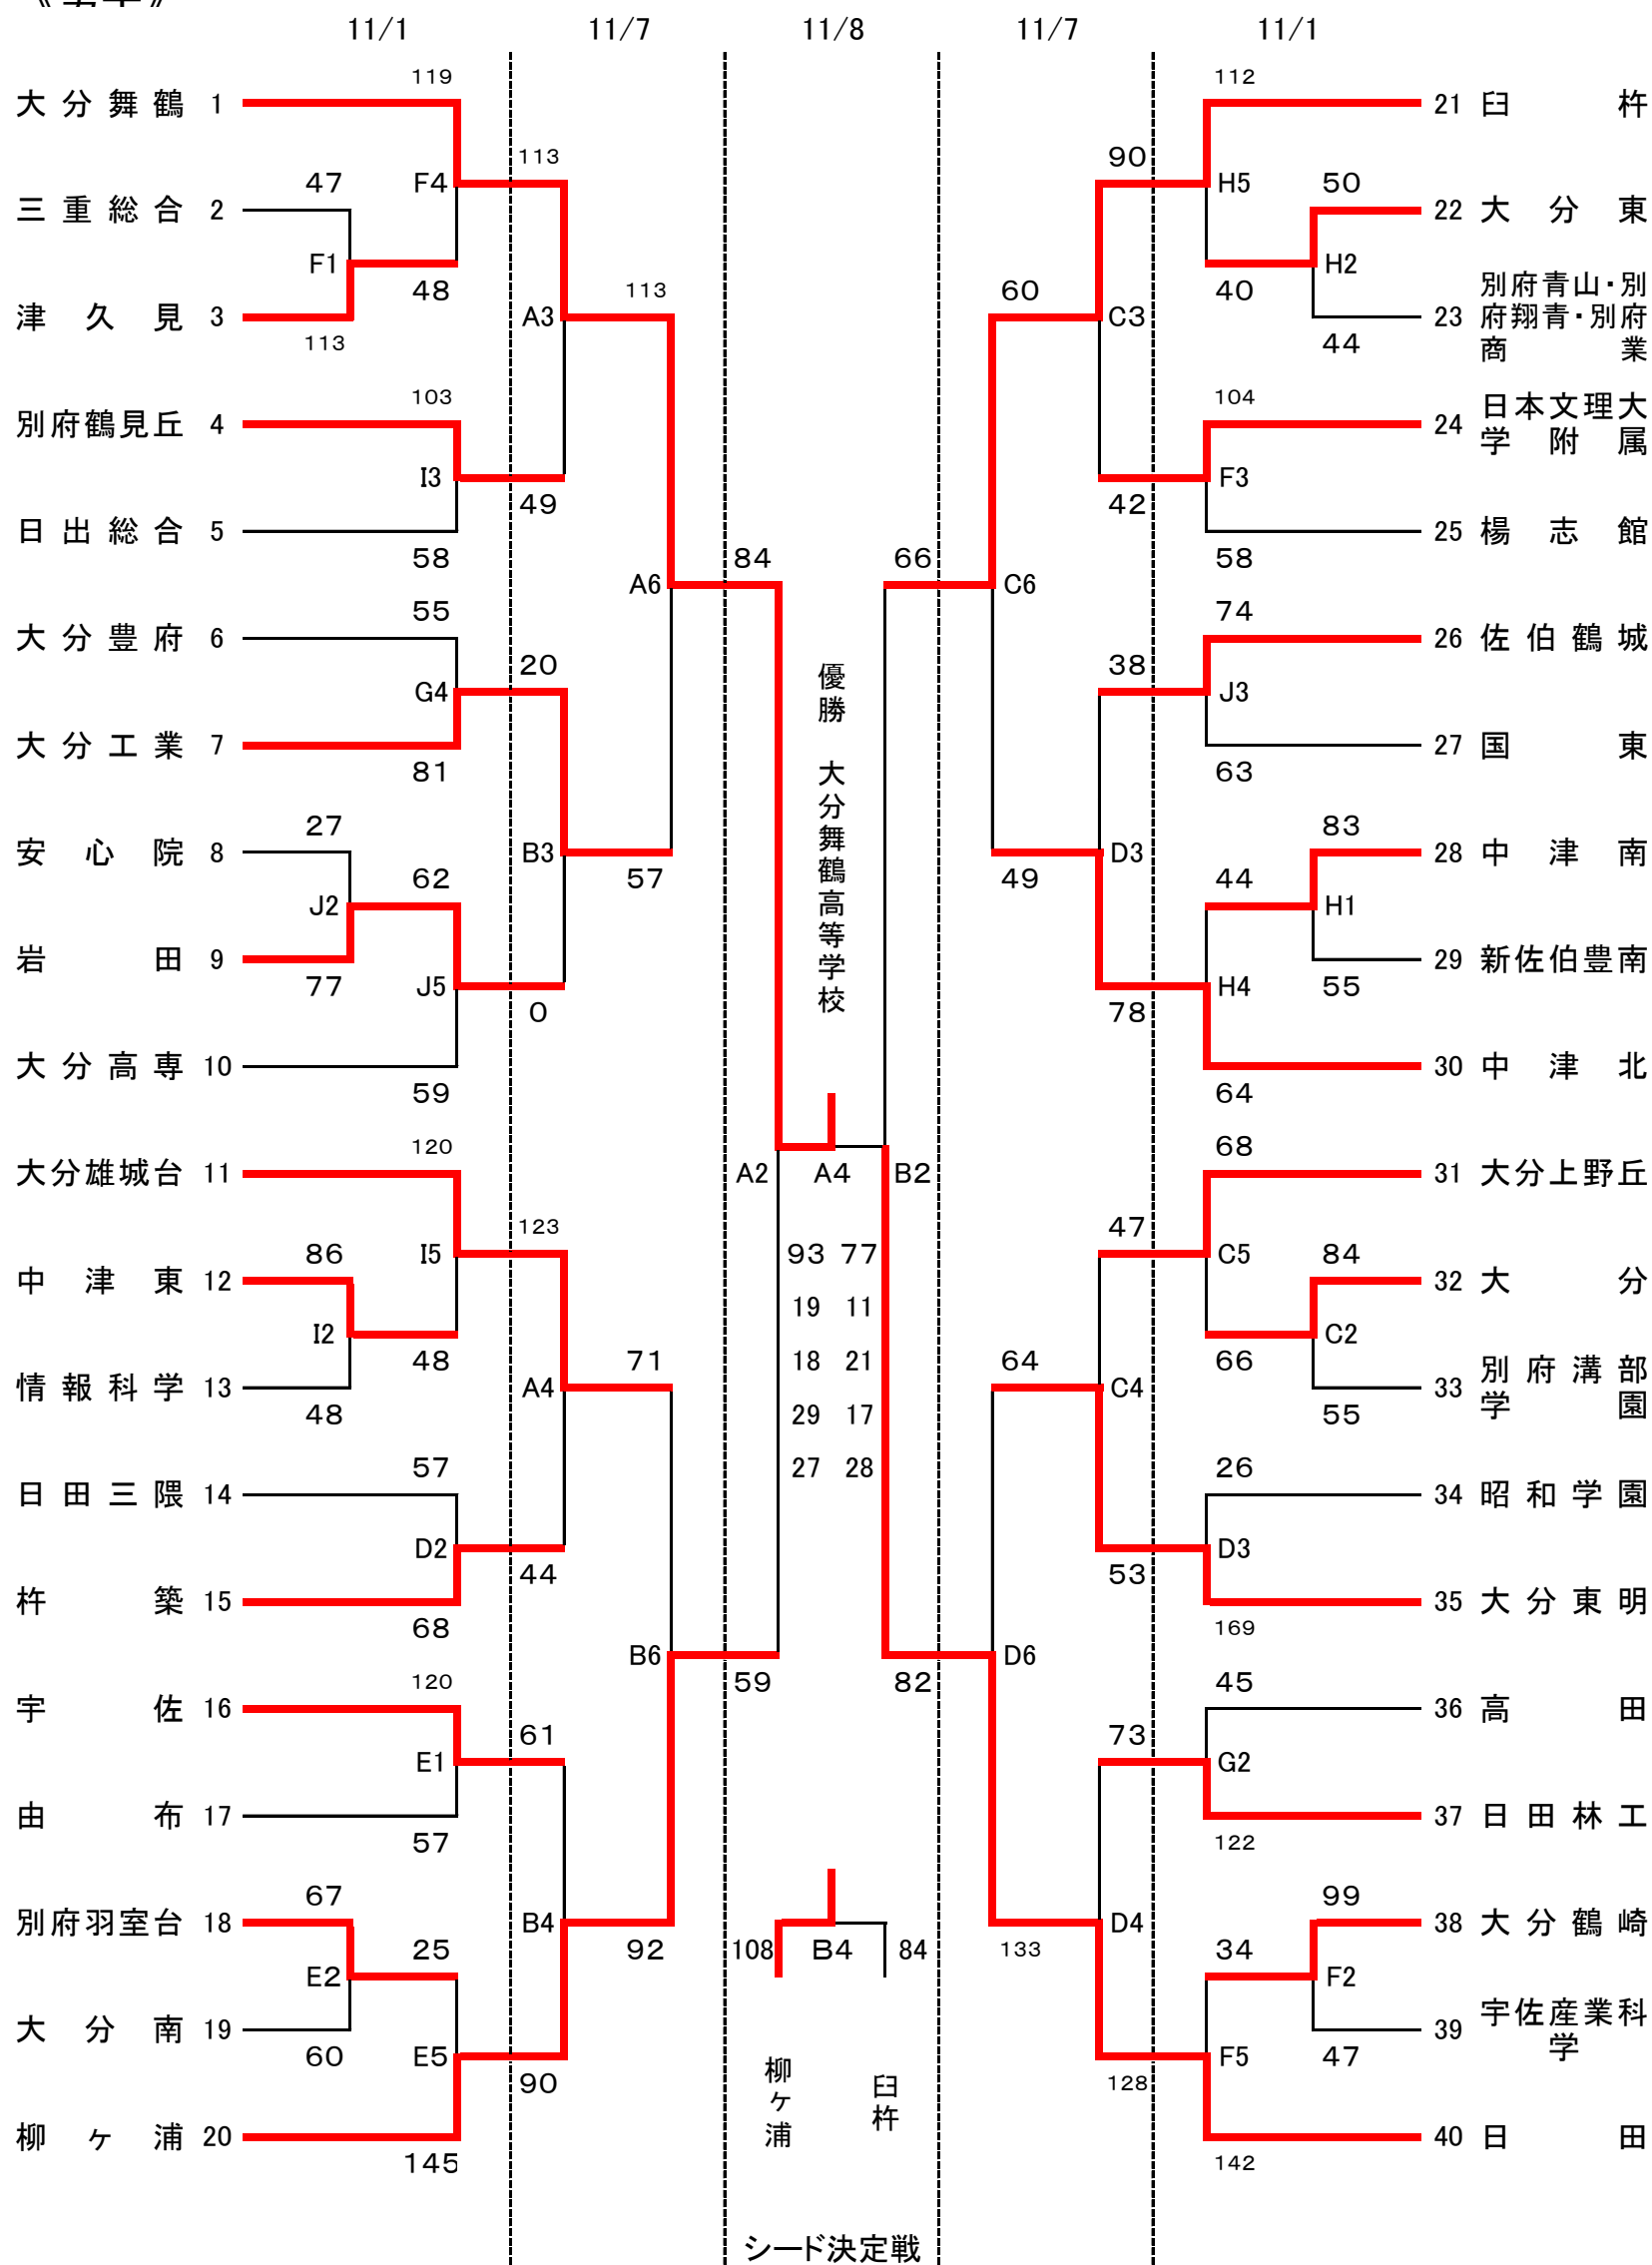 11/1 11/7 11/8 11/7 11/1
大分舞鶴 1 119
三重総合 2 47
F1 F4
津久見 3 113 48
113 A3 113
別府鶴見丘 4 103
I3 49
日出総合 5 58
A6 84
大分豊府 6 55
G4 20
大分工業 7 81
B3 57
安心院 8 27
J2 62
岩田 9 77
J5 0
大分高専 10 59
大分雄城台 11 120
I5 123
中津東 12 86
I2 48
情報科学 13 48
A4 71
日田三隈 14 57
D2 44
杵築 15 68
B6 59
宇佐 16 120
E1 61
由布 17 57
B4 92
別府羽室台 18 67
E2 25
大分南 19 60
E5 90
柳ヶ浦 20 145
優勝 大分舞鶴高等学校
A2 A4 B2
93 77
19 11
18 21
29 17
27 28
108 B4 84
柳ヶ浦 臼杵
シード決定戦
112 21 臼杵
90 H5
50 22 大分東
40 H2
44 23 別府青山・別
府翔青・別府
商業
60 C3
104 24 日本文理大
学附属
42 F3
58 25 楊志館
66 C6
74 26 佐伯鶴城
38 J3
63 27 国東
49 D3
83 28 中津南
44 H1
55 29 新佐伯豊南
78 H4
64 30 中津北
68 31 大分上野丘
47 C5
84 32 大分
66 C2
55 33 別府溝部
学園
64 C4
26 34 昭和学園
53 D3
169 35 大分東明
82 D6
45 36 高田
73 G2
122 37 日田林工
133 D4
99 38 大分鶴崎
34 F2
47 39 宇佐産業科
学
128 F5
142 40 日田